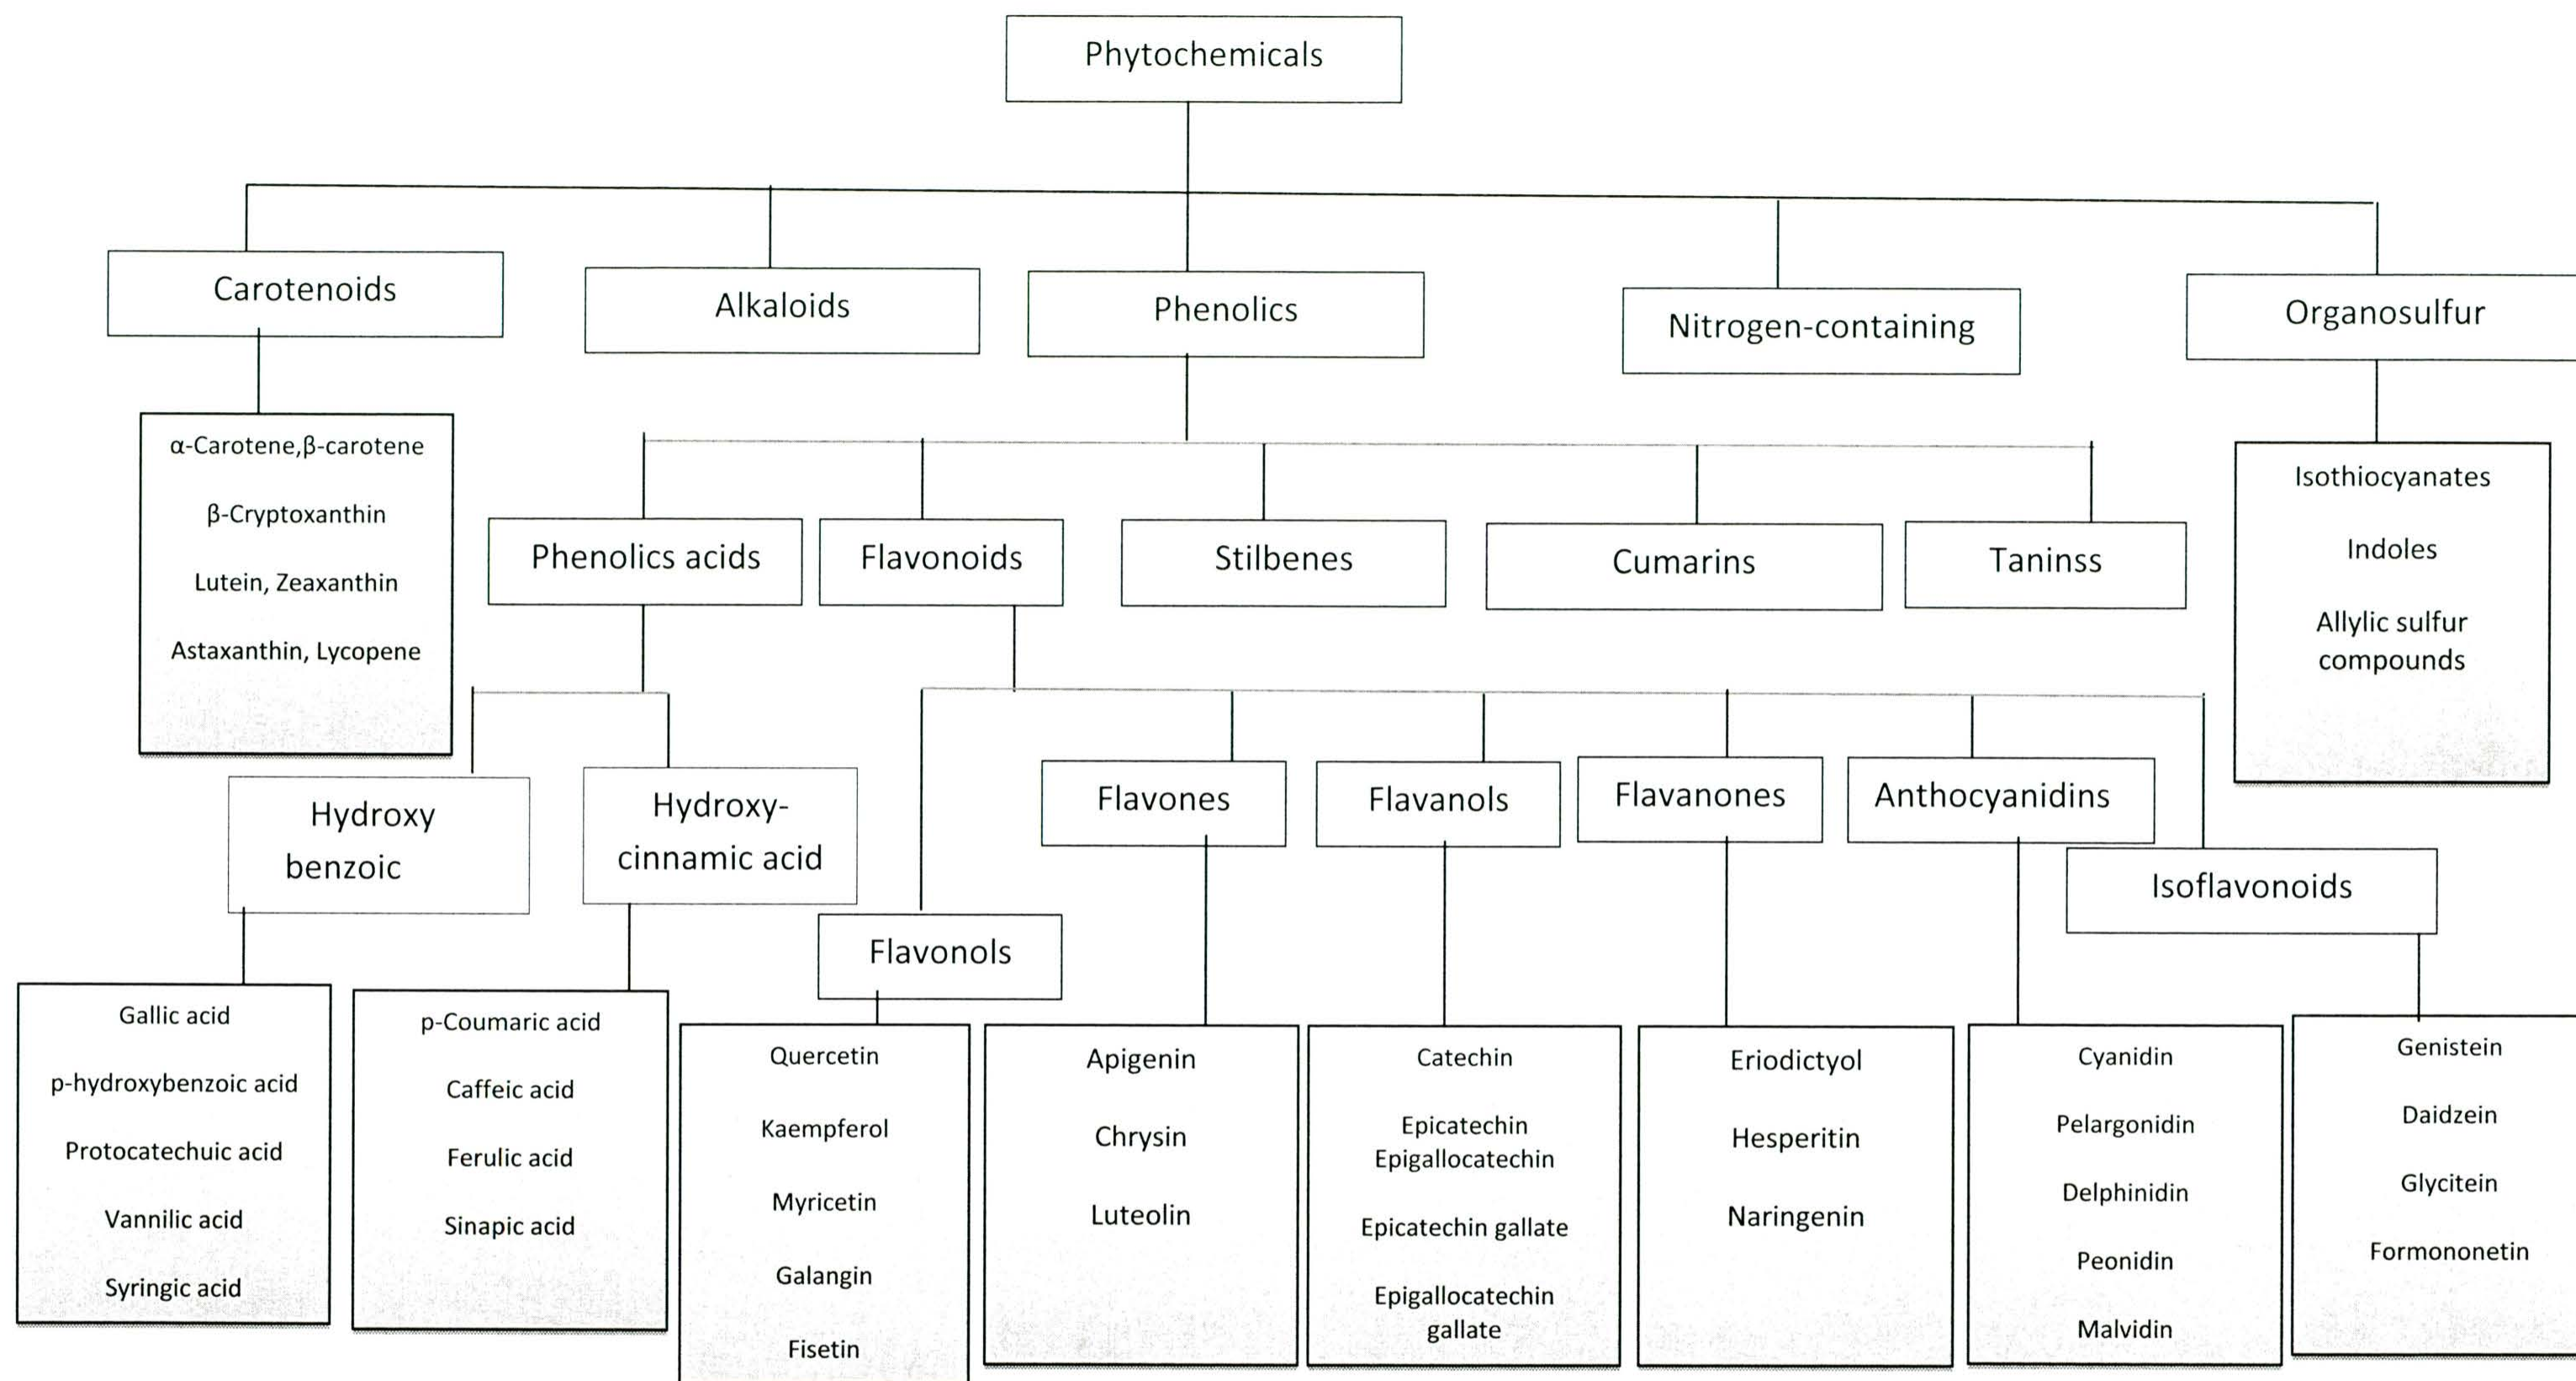 Phytochemicals
Carotenoids
Alkaloids
Phenolics
Nitrogen-containing
Organosulfur
α-Carotene,β-carotene
β-Cryptoxanthin
Lutein, Zeaxanthin
Astaxanthin, Lycopene
Isothiocyanates
Indoles
Allylic sulfur
compounds
Phenolics acids
Flavonoids
Stilbenes
Cumarins
Taninss
Hydroxy
benzoic
Hydroxy-
cinnamic acid
Flavonols
Flavones
Flavanols
Flavanones
Anthocyanidins
Isoflavonoids
Gallic acid
p-hydroxybenzoic acid
Protocatechuic acid
Vannilic acid
Syringic acid
p-Coumaric acid
Caffeic acid
Ferulic acid
Sinapic acid
Quercetin
Kaempferol
Myricetin
Galangin
Fisetin
Apigenin
Chrysin
Luteolin
Catechin
Epicatechin
Epigallocatechin
Epicatechin gallate
Epigallocatechin
gallate
Eriodictyol
Hesperitin
Naringenin
Cyanidin
Pelargonidin
Delphinidin
Peonidin
Malvidin
Genistein
Daidzein
Glycitein
Formononetin